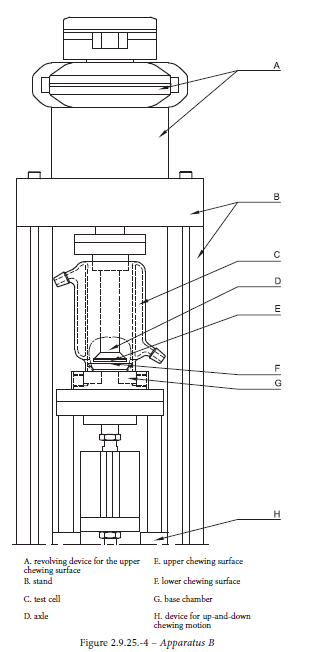 A
B
C
D
E
F
G
H
A. revolving device for the upper
chewing surface
B. stand
C. test cell
D. axle
E. upper chewing surface
F. lower chewing surface
G. base chamber
H. device for up-and-down
chewing motion
Figure 2.9.25.-4 – Apparatus B